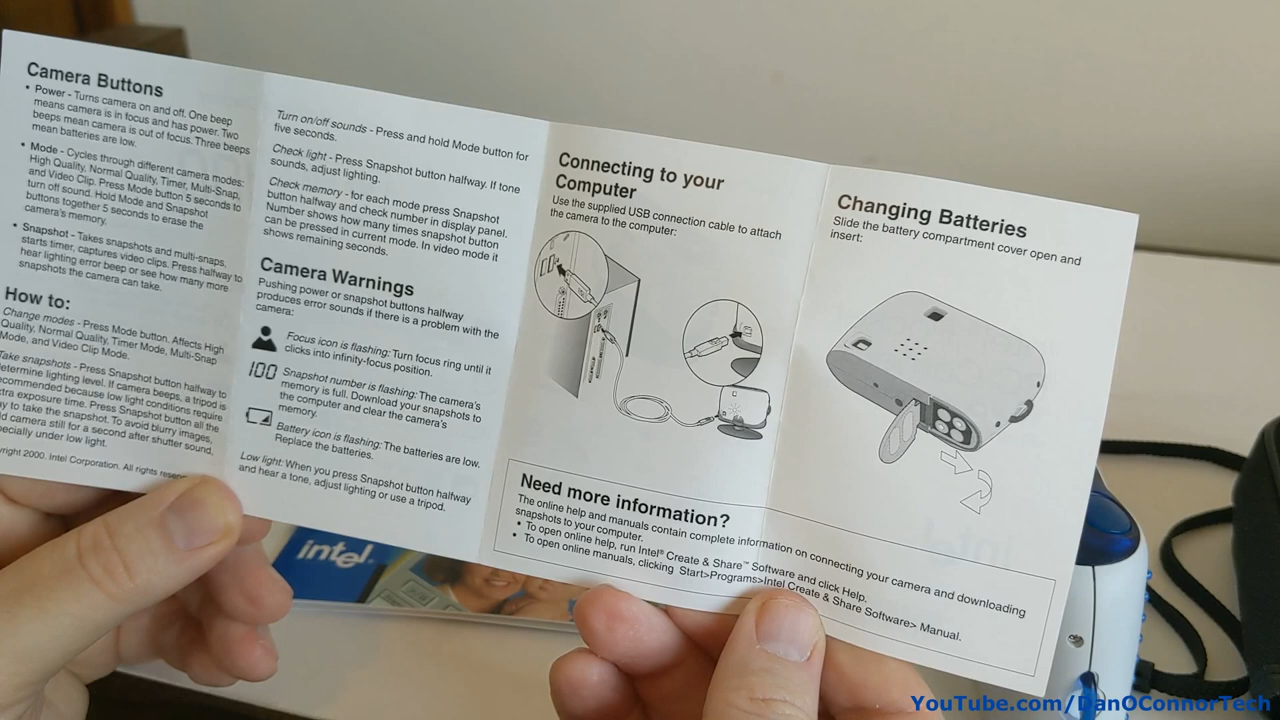 Camera Buttons
• Power - Turns camera on and off. One beep
means camera is in focus and has power. Two
beeps mean camera is out of focus. Three beeps
mean batteries are low.
• Mode - Cycles through different camera modes:
High Quality, Normal Quality, Timer, Multi-Snap,
and Video Clip. Press Mode button 5 seconds to
turn off sound. Hold Mode and Snapshot
buttons together 5 seconds to erase the
camera's memory.
• Snapshot - Takes snapshots and multi-snaps,
starts timer, captures video clips. Press halfway to
hear lighting error beep or see how many more
snapshots the camera can take.
How to:
Change modes - Press Mode button. Affects High
Quality, Normal Quality, Timer Mode, Multi-Snap
Mode, and Video Clip Mode.
Take snapshots - Press Snapshot button halfway to
determine lighting level. If camera beeps, a tripod is
recommended because low light conditions require
extra exposure time. Press Snapshot button all the
way to take the snapshot. To avoid blurry images,
camera still for a second after shutter sound,
especially under low light.
2000. Intel Corporation. All rights
Turn on/off sounds - Press and hold Mode button for
five seconds.
Check light - Press Snapshot button halfway. If tone
sounds, adjust lighting.
Check memory - for each mode press Snapshot
button halfway and check number in display panel.
Number shows how many times snapshot button
can be pressed in current mode. In video mode it
shows remaining seconds.
Camera Warnings
Pushing power or snapshot buttons halfway
produces error sounds if there is a problem with the
camera:
Focus icon is flashing: Turn focus ring until it
clicks into infinity-focus position.
100 Snapshot number is flashing: The camera's
memory is full. Download your snapshots to
the computer and clear the camera's
memory.
Battery icon is flashing: The batteries are low.
Replace the batteries.
Low light: When you press Snapshot button halfway
and hear a tone, adjust lighting or use a tripod.
Connecting to your
Computer
Use the supplied USB connection cable to attach
the camera to the computer:
Changing Batteries
Slide the battery compartment cover open and
insert:
Need more information?
The online help and manuals contain complete information on connecting your camera and downloading
snapshots to your computer.
• To open online help, run Intel® Create & Share™ Software and click Help.
• To open online manuals, clicking Start>Programs>Intel Create & Share Software> Manual.
intel.
YouTube.com/DanOConnorTech